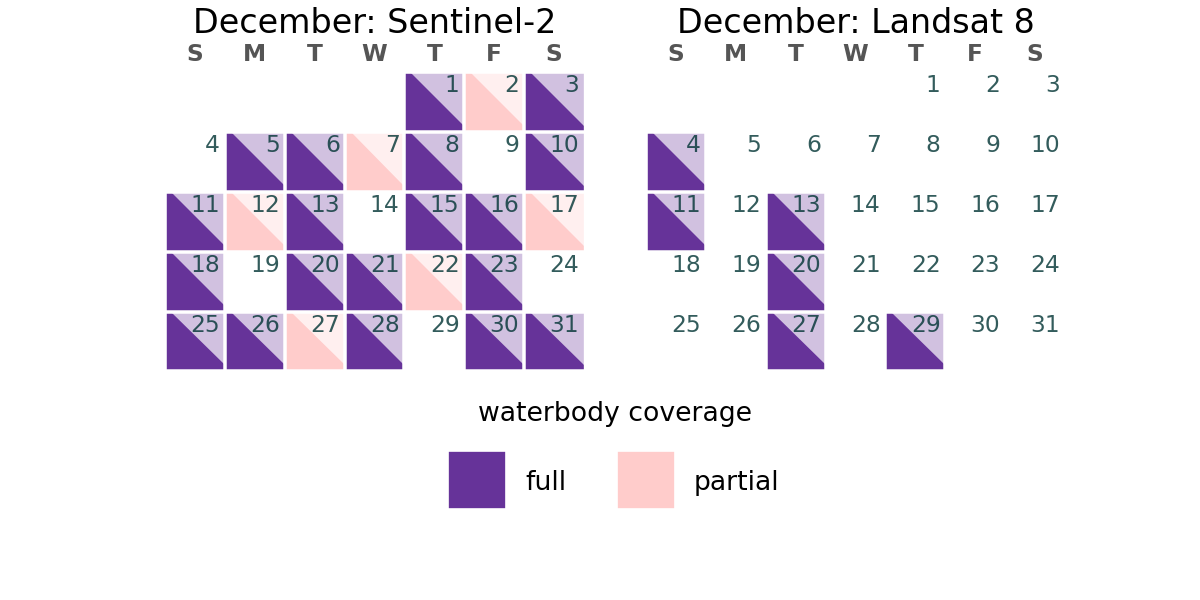 December: Sentinel-2
S M T W T F S
1 2 3
4 5 6 7 8 9 10
11 12 13 14 15 16 17
18 19 20 21 22 23 24
25 26 27 28 29 30 31
December: Landsat 8
S M T W T F S
1 2 3
4 5 6 7 8 9 10
11 12 13 14 15 16 17
18 19 20 21 22 23 24
25 26 27 28 29 30 31
waterbody coverage
full partial